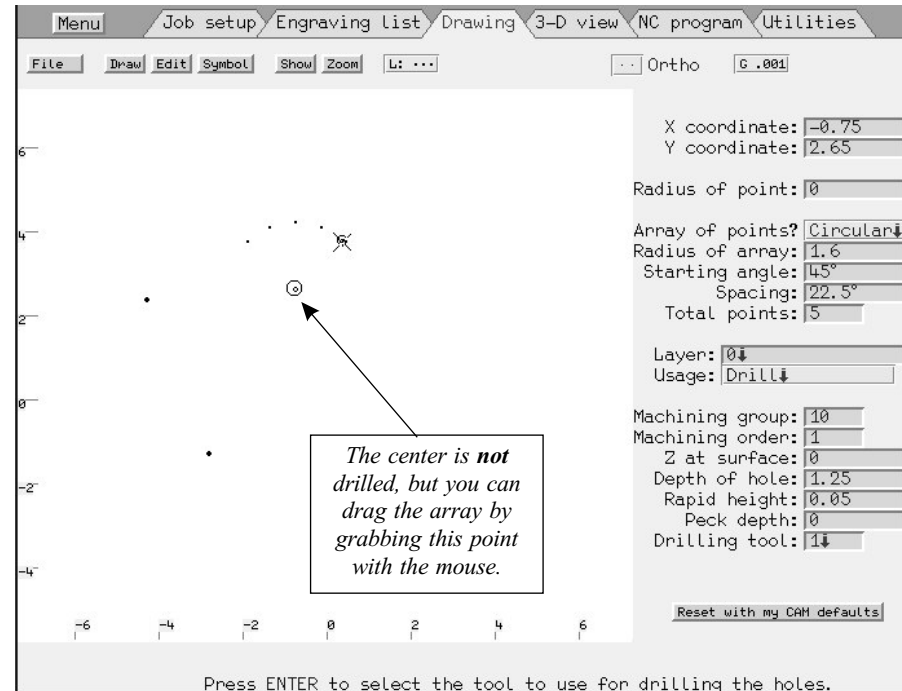 Menu Job setup Engraving list Drawing 3-D view NC program Utilities
File Draw Edit Symbol Show Zoom L: ··· ·· Ortho G .001
X coordinate: -0.75
Y coordinate: 2.65
Radius of point: 0
Array of points? Circular
Radius of array: 1.6
Starting angle: 45°
Spacing: 22.5°
Total points: 5
Layer: 0
Usage: Drill
Machining group: 10
Machining order: 1
Z at surface: 0
Depth of hole: 1.25
Rapid height: 0.05
Peck depth: 0
Drilling tool: 1
Reset with my CAM defaults
6
4
2
0
-2
-4
The center is not
drilled, but you can
drag the array by
grabbing this point
with the mouse.
-6 -4 -2 0 2 4 6
Press ENTER to select the tool to use for drilling the holes.